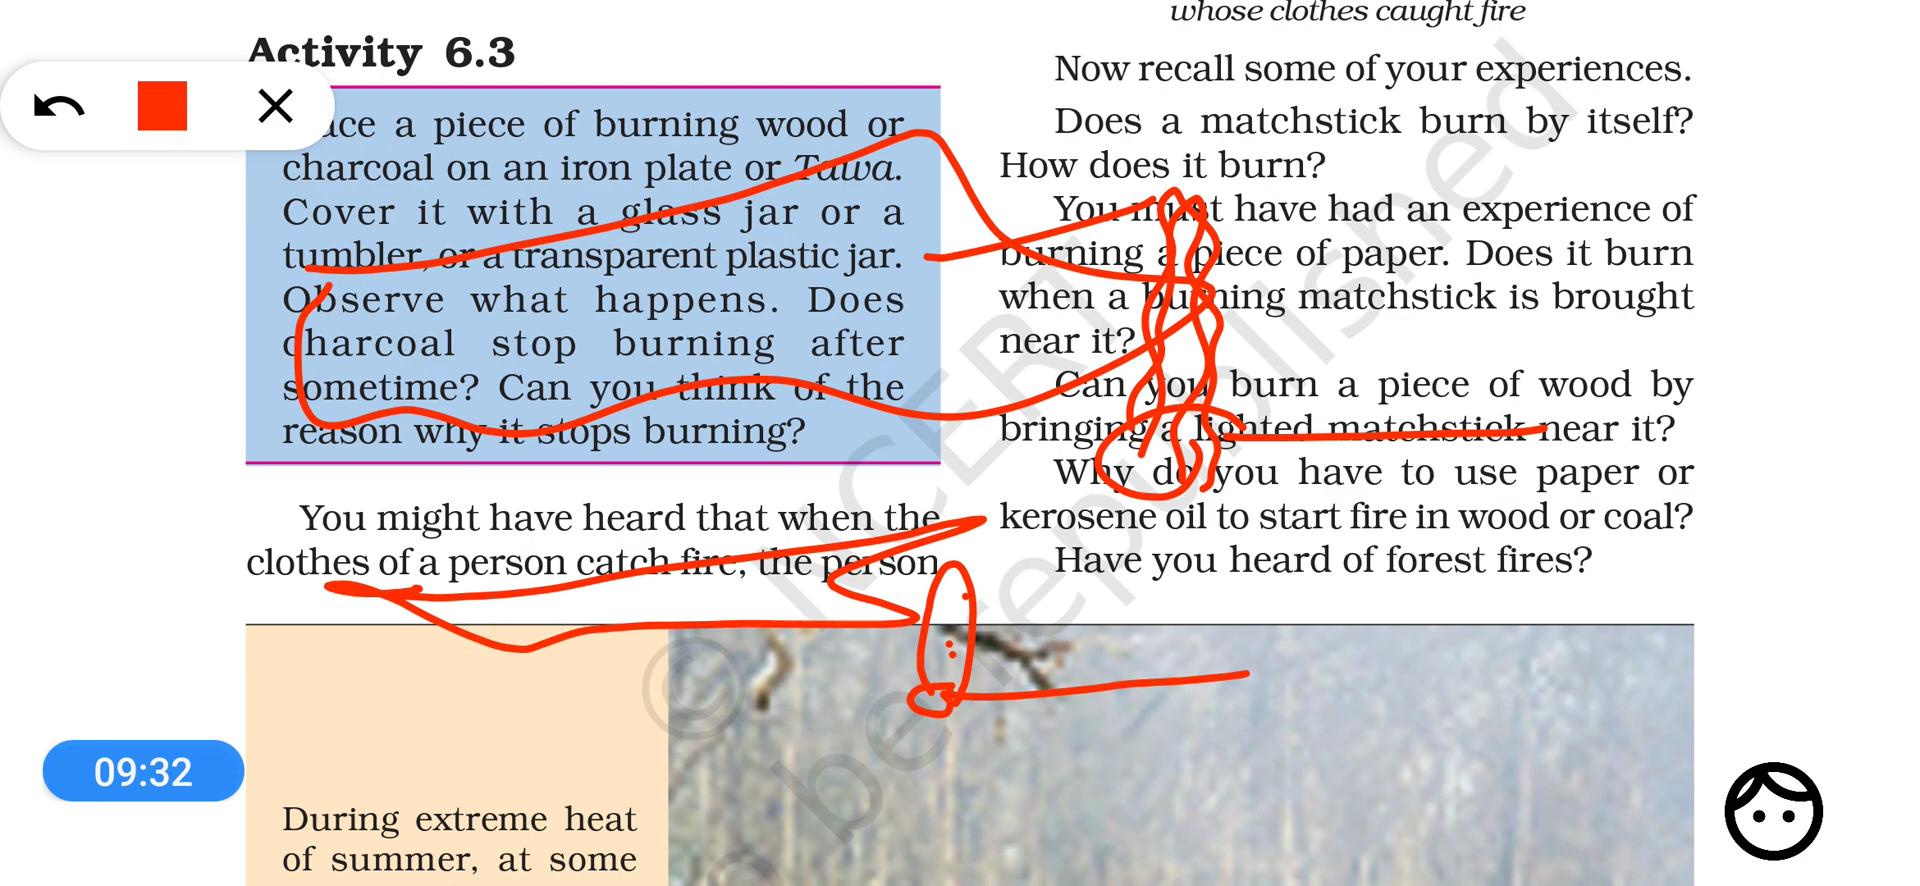 Activity 6.3
ace a piece of burning wood or
charcoal on an iron plate or Tawa.
Cover it with a glass jar or a
tumbler, or a transparent plastic jar.
Observe what happens. Does
charcoal stop burning after
sometime? Can you think of the
reason why it stops burning?
You might have heard that when the
clothes of a person catch fire, the person
whose clothes caught fire
Now recall some of your experiences.
Does a matchstick burn by itself?
How does it burn?
You must have had an experience of
burning a piece of paper. Does it burn
when a burning matchstick is brought
near it?
Can you burn a piece of wood by
bringing a lighted matchstick near it?
Why do you have to use paper or
kerosene oil to start fire in wood or coal?
Have you heard of forest fires?
During extreme heat
of summer, at some
09:32
© NCERT
be republished